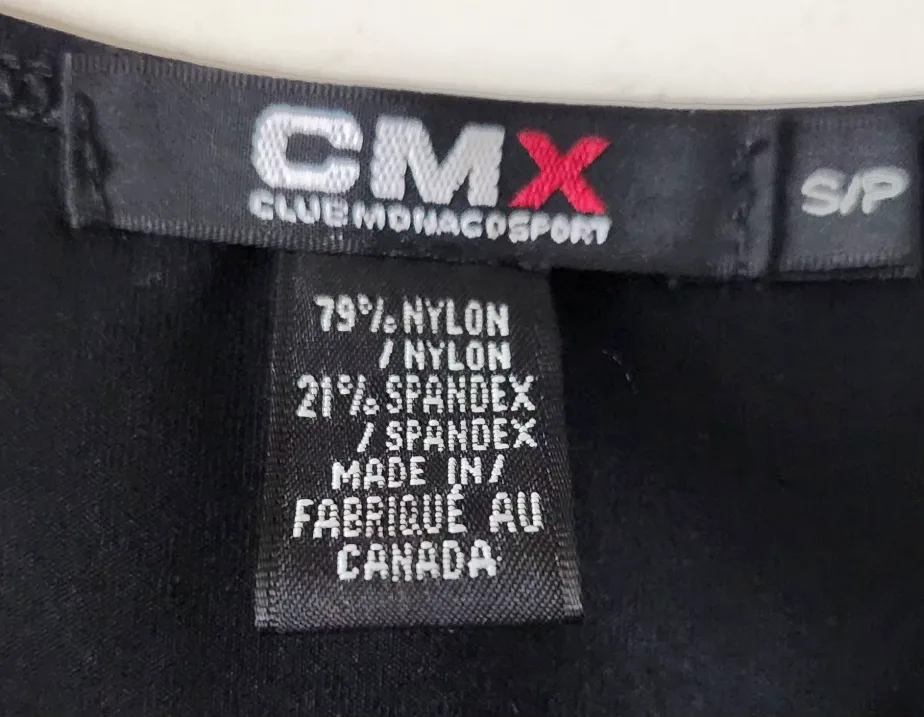 CMX
CLUB MONACO SPORT
S/P
79% NYLON
/ NYLON
21% SPANDEX
/ SPANDEX
MADE IN/
FABRIQUÉ AU
CANADA